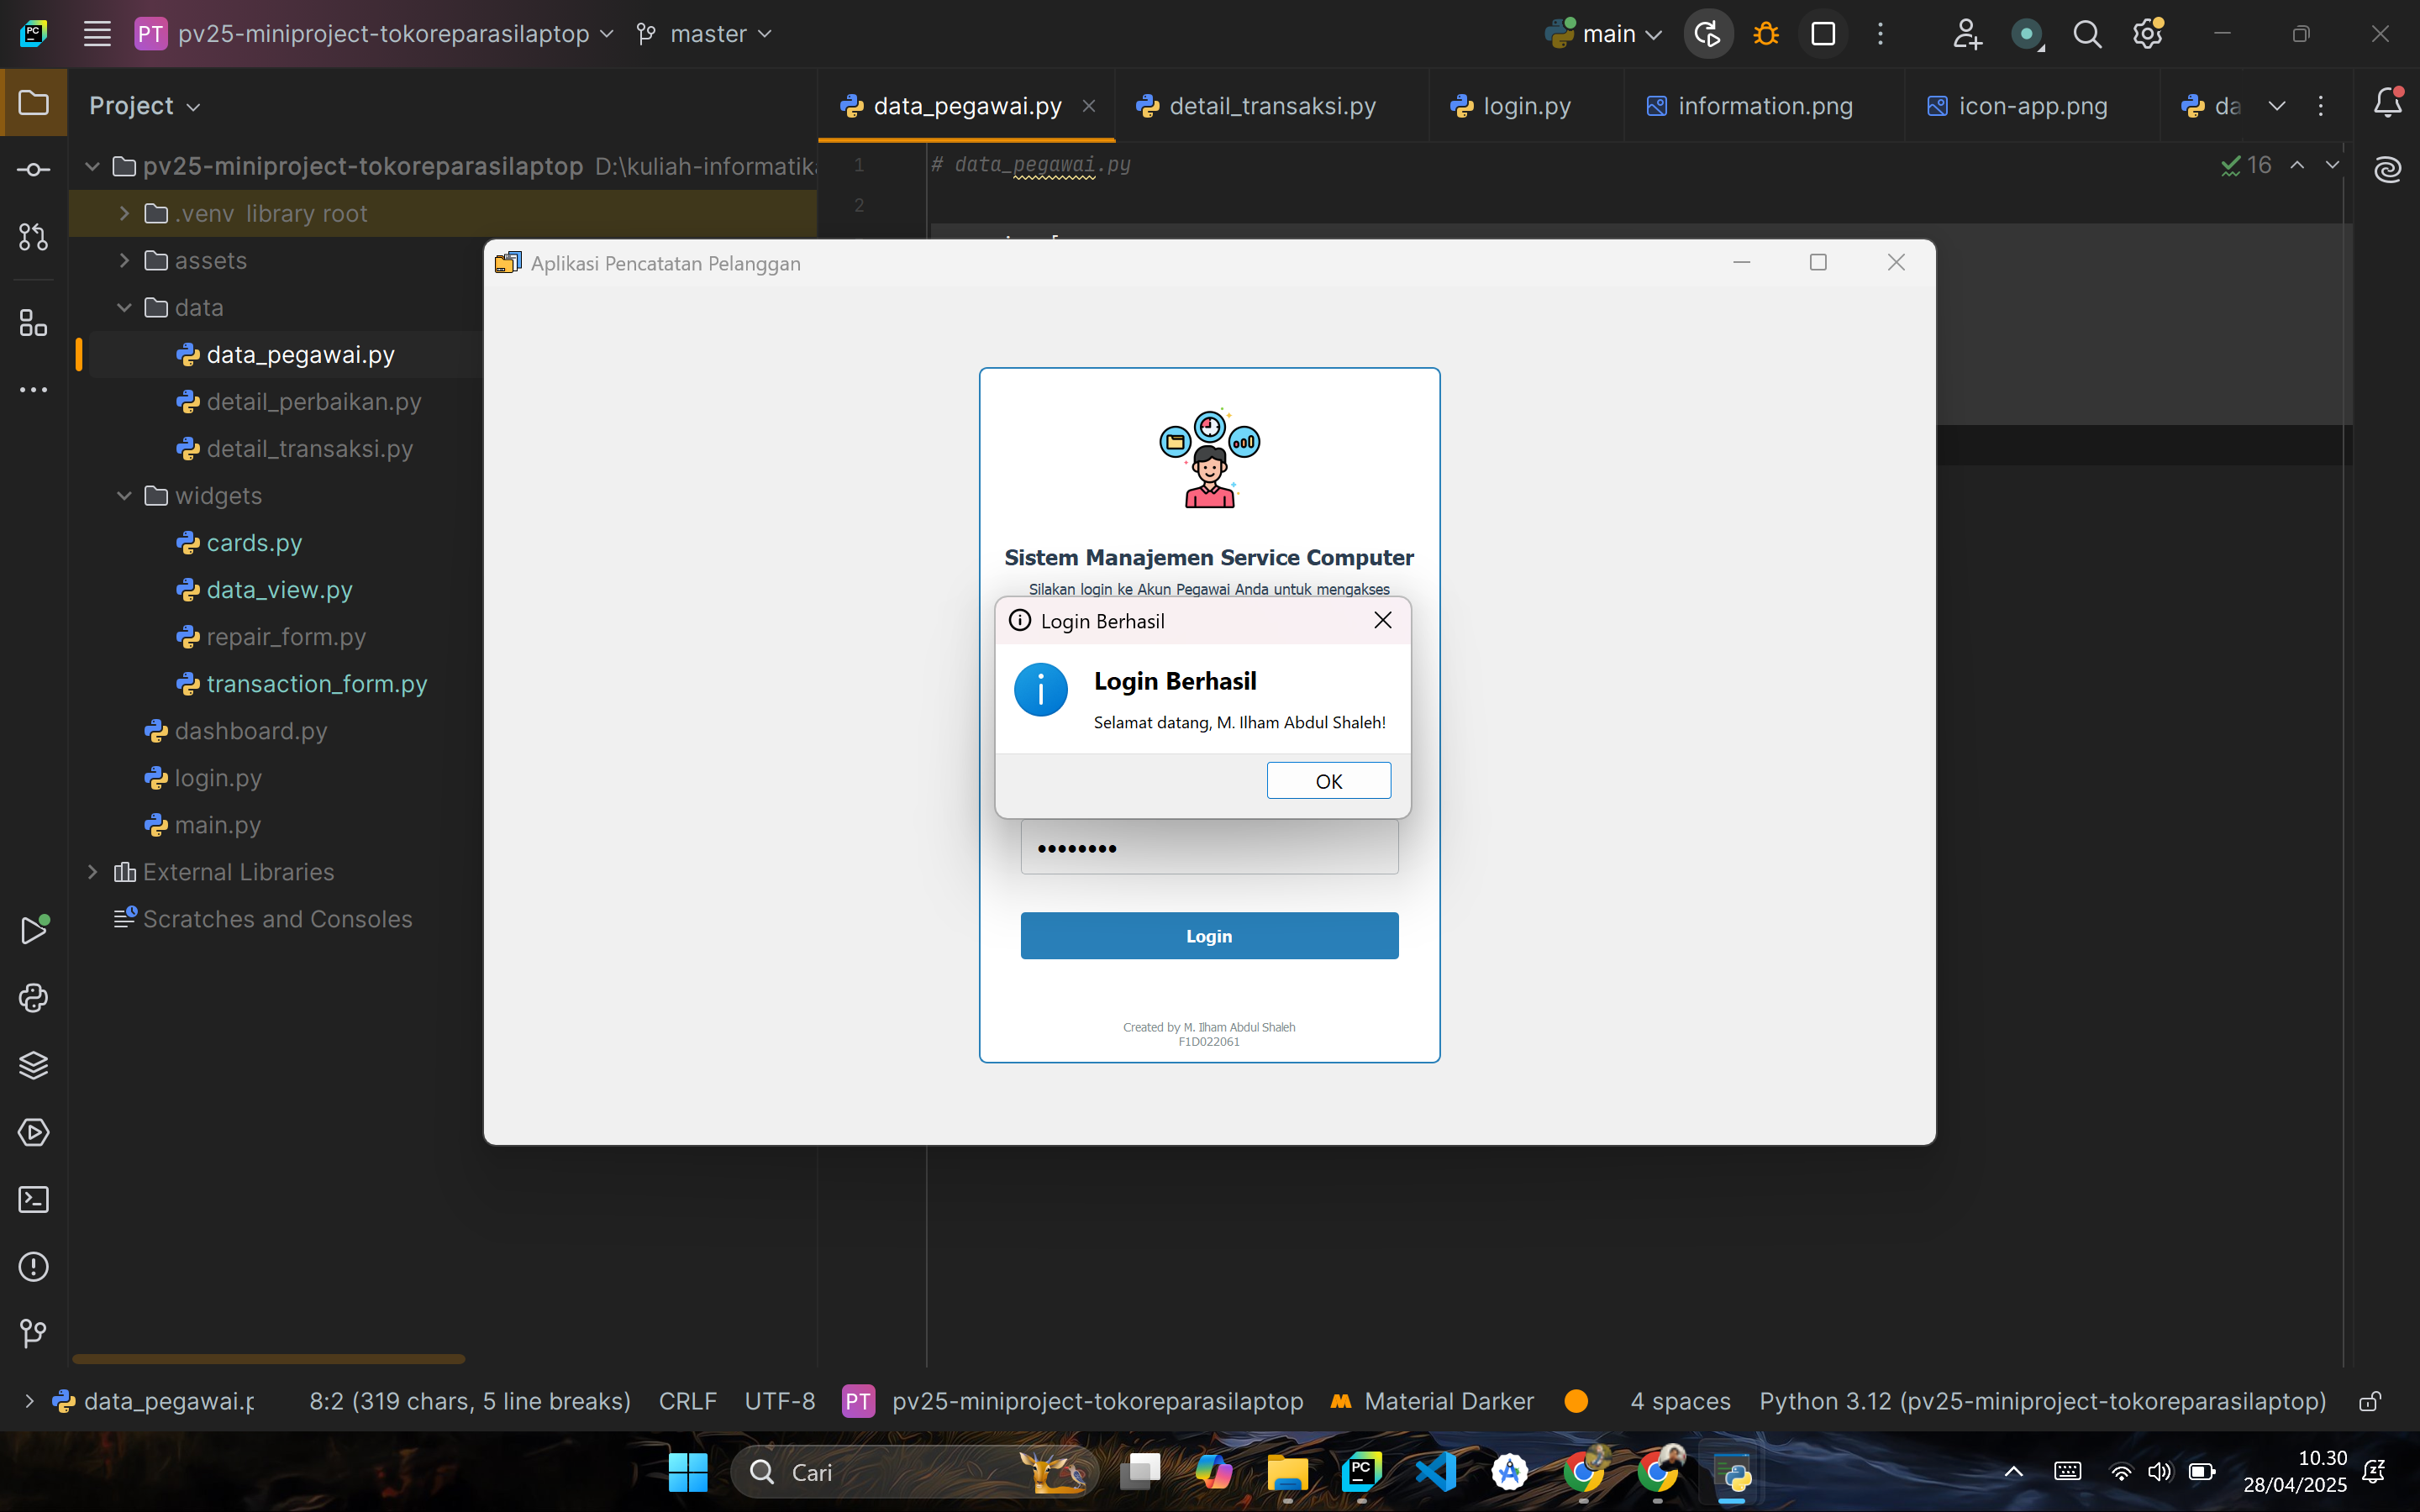 PT pv25-miniproject-tokoreparasilaptop master main
Project
data_pegawai.py detail_transaksi.py login.py information.png icon-app.png da
pv25-miniproject-tokoreparasilaptop D:\kuliah-informatika
.venv library root
assets
data
data_pegawai.py
detail_perbaikan.py
detail_transaksi.py
widgets
cards.py
data_view.py
repair_form.py
transaction_form.py
dashboard.py
login.py
main.py
External Libraries
Scratches and Consoles
1 # data_pegawai.py
2
16
Aplikasi Pencatatan Pelanggan
Sistem Manajemen Service Computer
Silakan login ke Akun Pegawai Anda untuk mengakses
Login Berhasil
Login Berhasil
Selamat datang, M. Ilham Abdul Shaleh!
OK
••••••••
Login
Created by M. Ilham Abdul Shaleh
F1D022061
data_pegawai.p 8:2 (319 chars, 5 line breaks) CRLF UTF-8 PT pv25-miniproject-tokoreparasilaptop Material Darker 4 spaces Python 3.12 (pv25-miniproject-tokoreparasilaptop)
Cari
10.30
28/04/2025